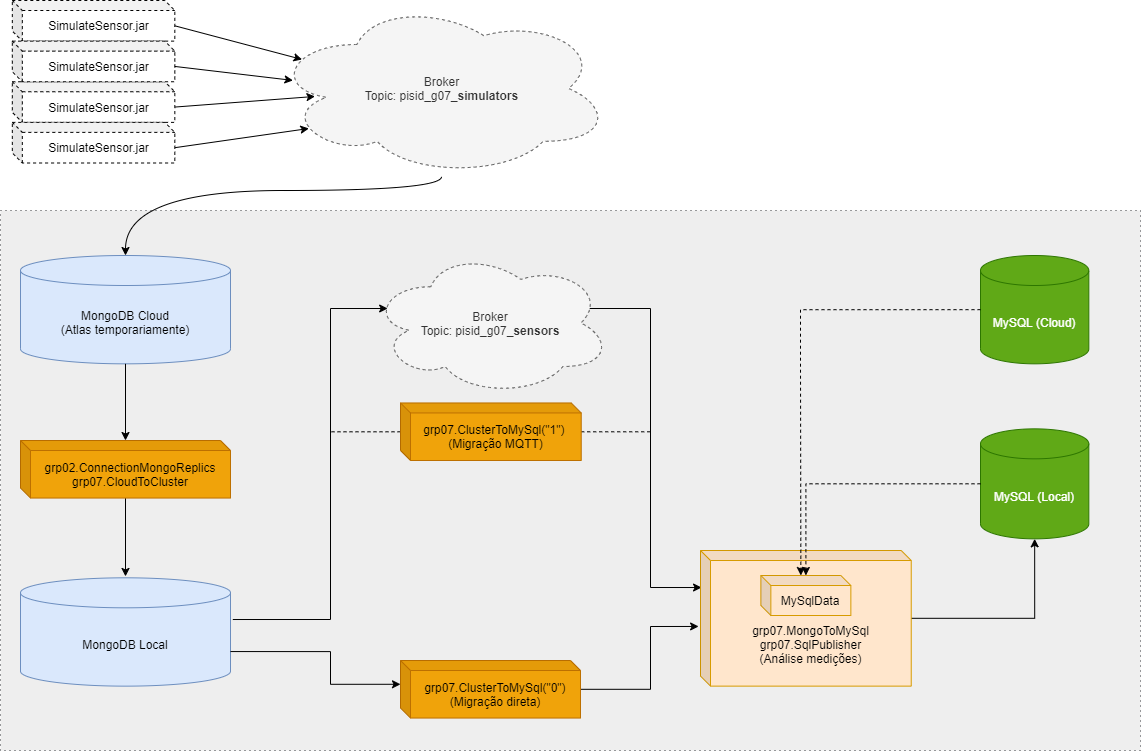 SimulateSensor.jar
SimulateSensor.jar
SimulateSensor.jar
SimulateSensor.jar
Broker
Topic: pisid_g07_simulators
MongoDB Cloud
(Atlas temporariamente)
Broker
Topic: pisid_g07_sensors
MySQL (Cloud)
grp07.ClusterToMySql("1")
(Migração MQTT)
grp02.ConnectionMongoReplics
grp07.CloudToCluster
MySQL (Local)
MongoDB Local
MySqlData
grp07.MongoToMySql
grp07.SqlPublisher
(Análise medições)
grp07.ClusterToMySql("0")
(Migração direta)